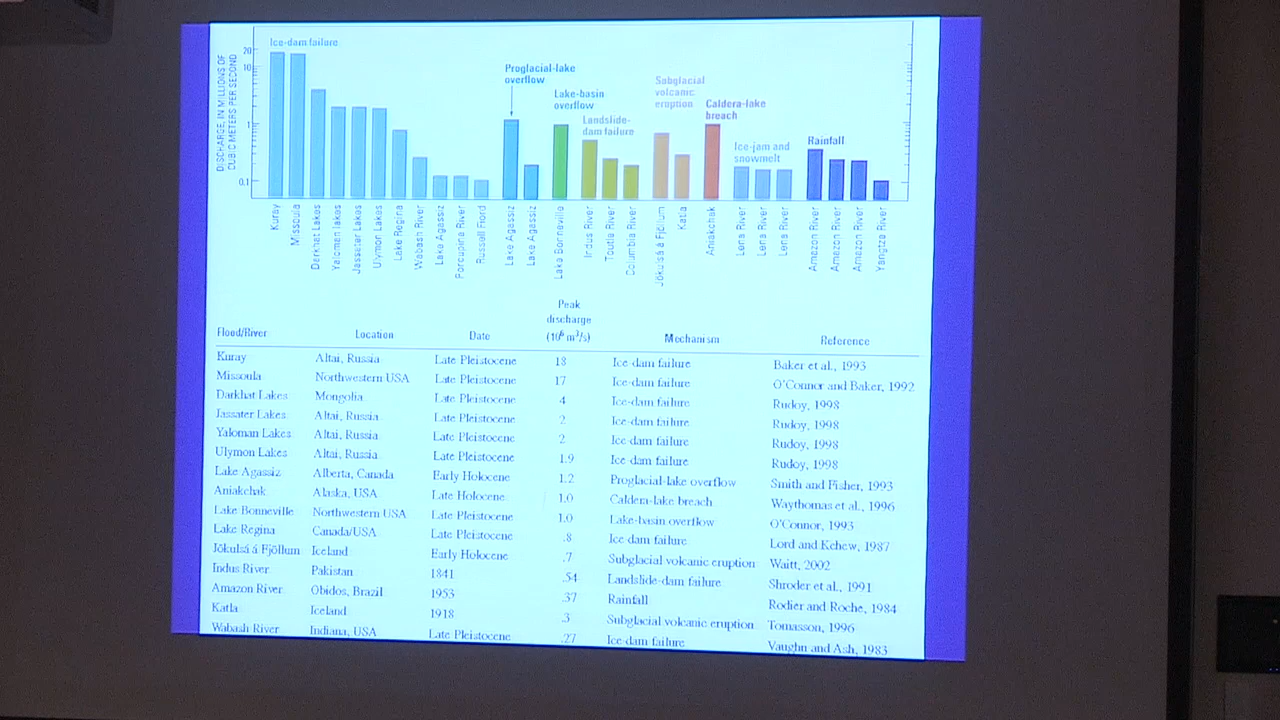 Ice-dam failure
Proglacial-lake
overflow
Lake-basin
overflow
Landslide-
dam failure
Subglacial
volcanic
eruption
Caldera-lake
breach
Ice-jam and
snowmelt
Rainfall
DISCHARGE, IN MILLIONS OF
CUBIC METERS PER SECOND
20
10
1
0.1
Kuray
Missoula
Darkhat Lakes
Yaloman lakes
Jassater Lakes
Ulymon Lakes
Lake Regina
Wabash River
Lake Agassiz
Porcupine River
Russell Fiord
Lake Agassiz
Lake Agassiz
Lake Bonneville
Indus River
Toutle River
Columbia River
Jökulsá á Fjöllum
Katla
Aniakchak
Lena River
Lena River
Lena River
Amazon River
Amazon River
Amazon River
Yangtze River
Flood/River Location Date Peak discharge (10⁶ m³/s) Mechanism Reference
Kuray Altai, Russia Late Pleistocene 18 Ice-dam failure Baker et al., 1993
Missoula Northwestern USA Late Pleistocene 17 Ice-dam failure O'Connor and Baker, 1992
Darkhat Lakes Mongolia Late Pleistocene 4 Ice-dam failure Rudoy, 1998
Jassater Lakes Altai, Russia Late Pleistocene 2 Ice-dam failure Rudoy, 1998
Yaloman Lakes Altai, Russia Late Pleistocene 2 Ice-dam failure Rudoy, 1998
Ulymon Lakes Altai, Russia Late Pleistocene 1.9 Ice-dam failure Rudoy, 1998
Lake Agassiz Alberta, Canada Early Holocene 1.2 Proglacial-lake overflow Smith and Fisher, 1993
Aniakchak Alaska, USA Late Holocene 1.0 Caldera-lake breach Waythomas et al., 1996
Lake Bonneville Northwestern USA Late Pleistocene 1.0 Lake-basin overflow O'Connor, 1993
Lake Regina Canada/USA Late Pleistocene .8 Ice-dam failure Lord and Kehew, 1987
Jökulsá á Fjöllum Iceland Early Holocene .7 Subglacial volcanic eruption Waitt, 2002
Indus River Pakistan 1841 .54 Landslide-dam failure Shroder et al., 1991
Amazon River Obidos, Brazil 1953 .37 Rainfall Rodier and Roche, 1984
Katla Iceland 1918 .3 Subglacial volcanic eruption Tomasson, 1996
Wabash River Indiana, USA Late Pleistocene .27 Ice-dam failure Vaughn and Ash, 1983